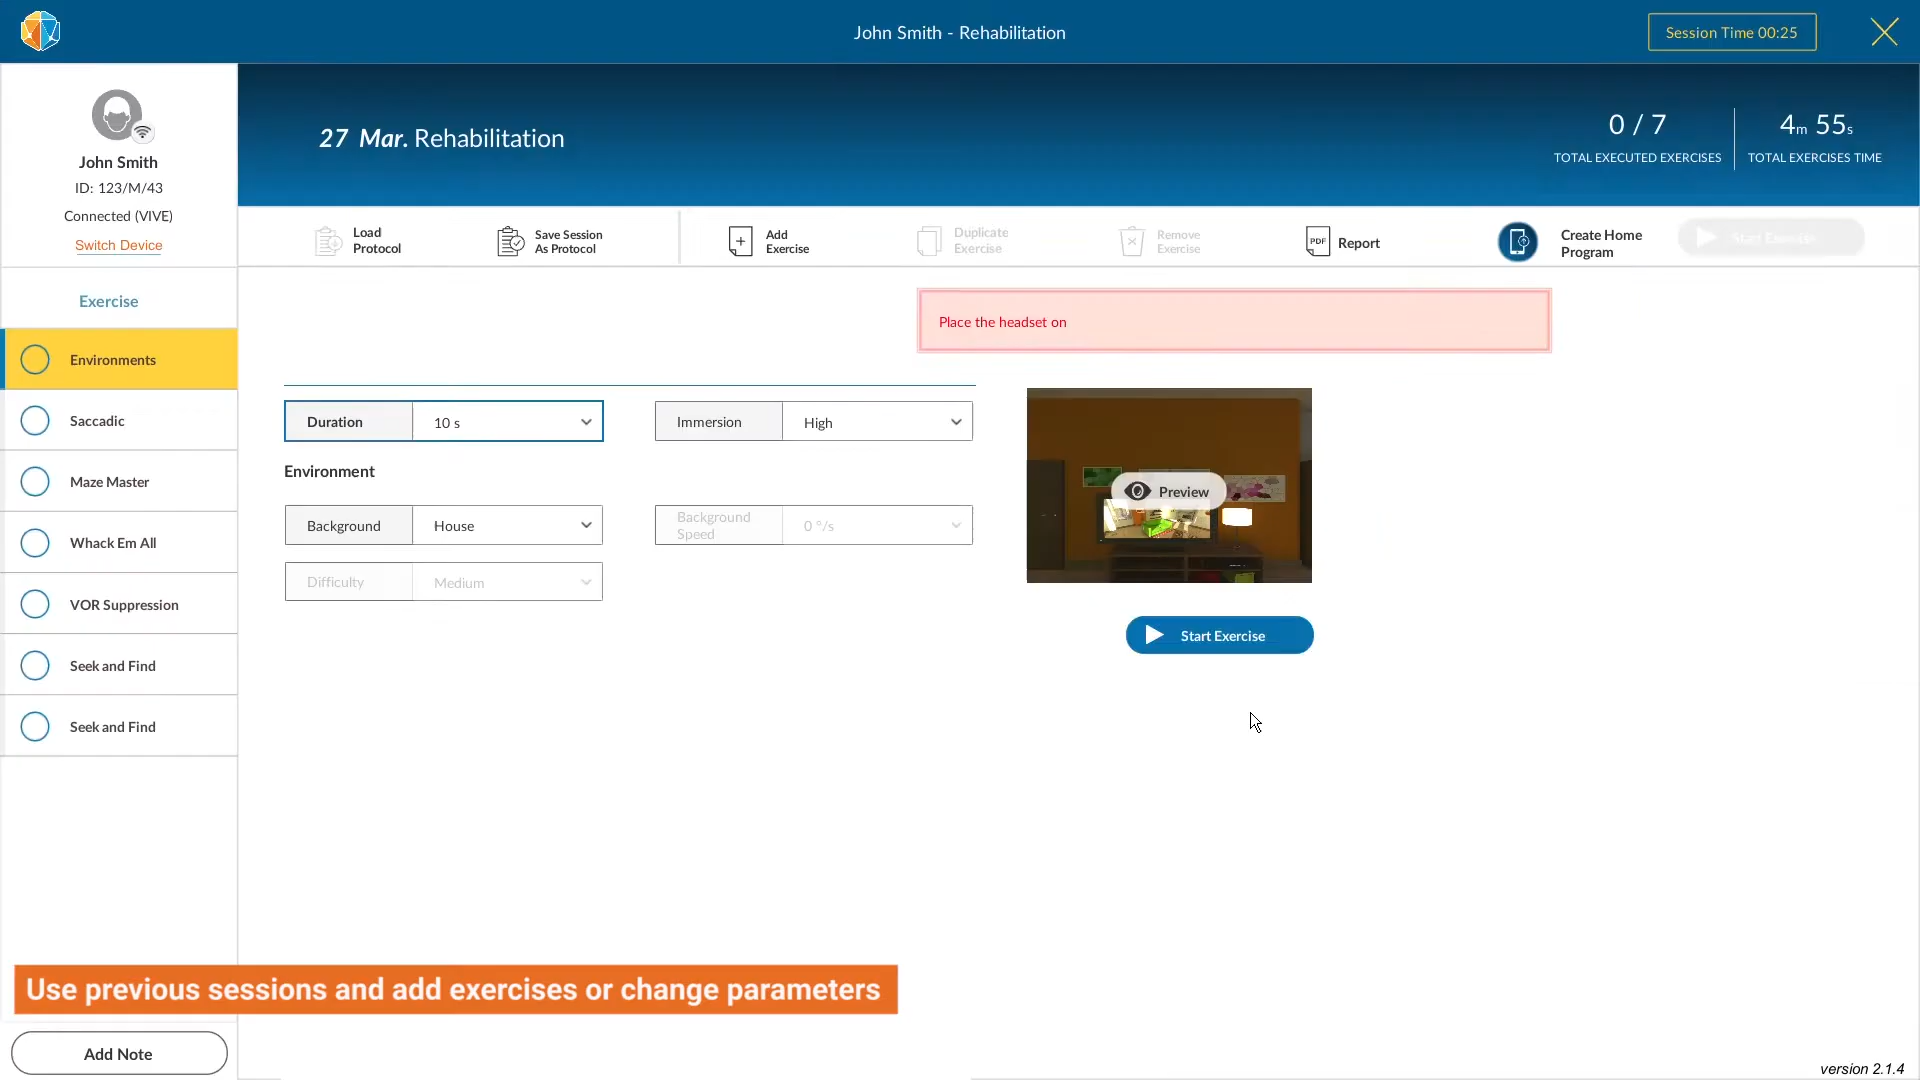 John Smith - Rehabilitation
Session Time 00:25
John Smith
ID: 123/M/43
Connected (VIVE)
Switch Device
27 Mar. Rehabilitation
0 / 7
TOTAL EXECUTED EXERCISES
4m 55s
TOTAL EXERCISES TIME
Load
Protocol
Save Session
As Protocol
Add
Exercise
Duplicate
Exercise
Remove
Exercise
PDF
Report
Create Home
Program
Start Exercise
Exercise
Environments
Saccadic
Maze Master
Whack Em All
VOR Suppression
Seek and Find
Seek and Find
Place the headset on
Duration
10 s
Immersion
High
Environment
Background
House
Background
Speed
0 °/s
Difficulty
Medium
Preview
Start Exercise
Use previous sessions and add exercises or change parameters
Add Note
version 2.1.4